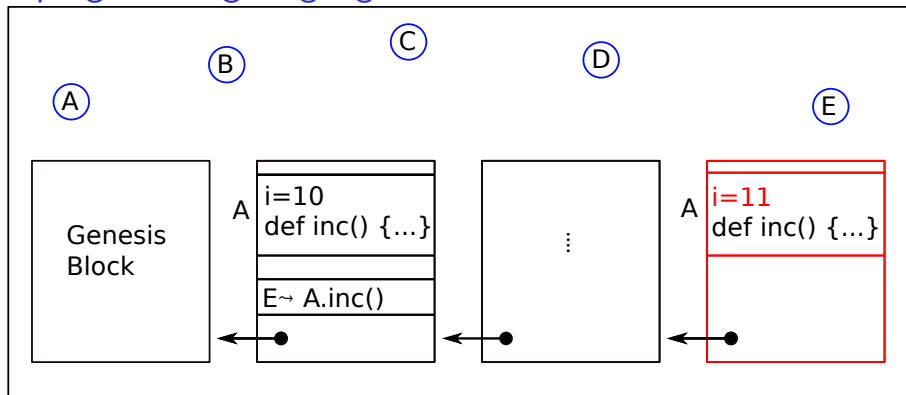 C
B
D
A
E
A
i=10
def inc() {...}
A
i=11
def inc() {...}
Genesis
Block
...
E⤳ A.inc()